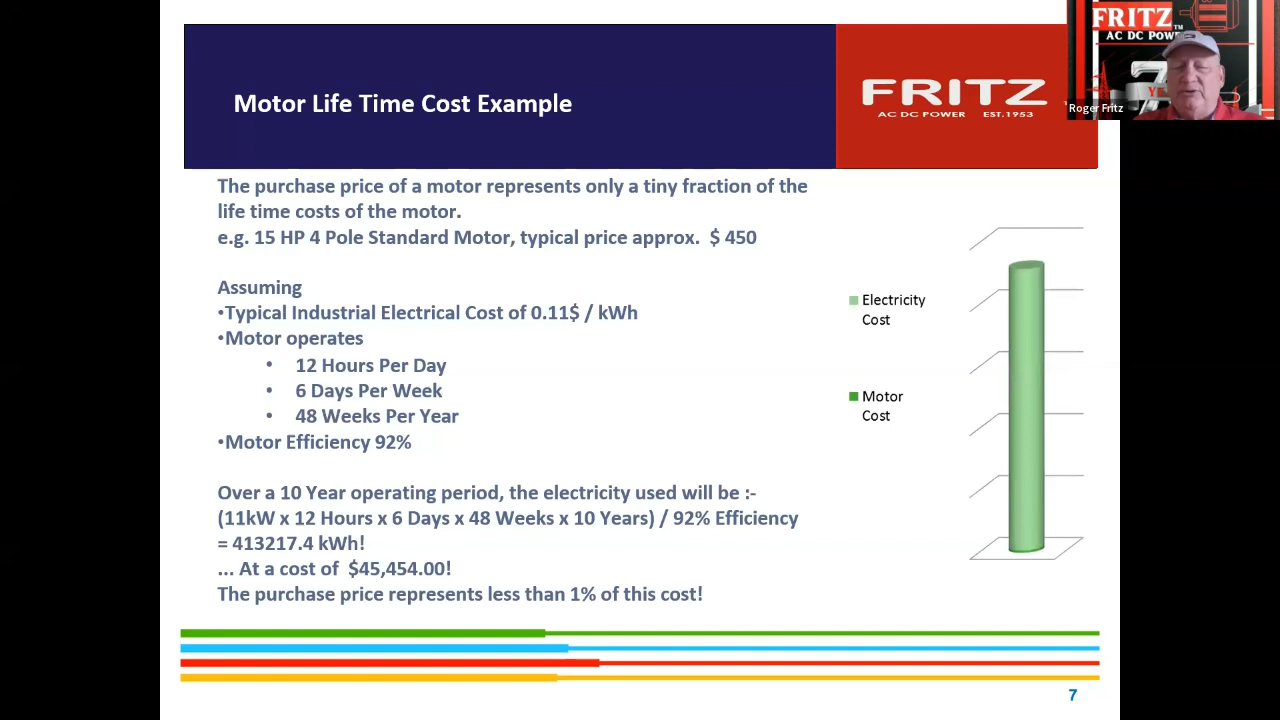 Motor Life Time Cost Example
FRITZ
AC DC POWER EST.1953
FRITZ™
AC DC POW
Roger Fritz
The purchase price of a motor represents only a tiny fraction of the
life time costs of the motor.
e.g. 15 HP 4 Pole Standard Motor, typical price approx. $ 450
Assuming
•Typical Industrial Electrical Cost of 0.11$ / kWh
•Motor operates
• 12 Hours Per Day
• 6 Days Per Week
• 48 Weeks Per Year
•Motor Efficiency 92%
Over a 10 Year operating period, the electricity used will be :-
(11kW x 12 Hours x 6 Days x 48 Weeks x 10 Years) / 92% Efficiency
= 413217.4 kWh!
... At a cost of $45,454.00!
The purchase price represents less than 1% of this cost!
Electricity
Cost
Motor
Cost
7